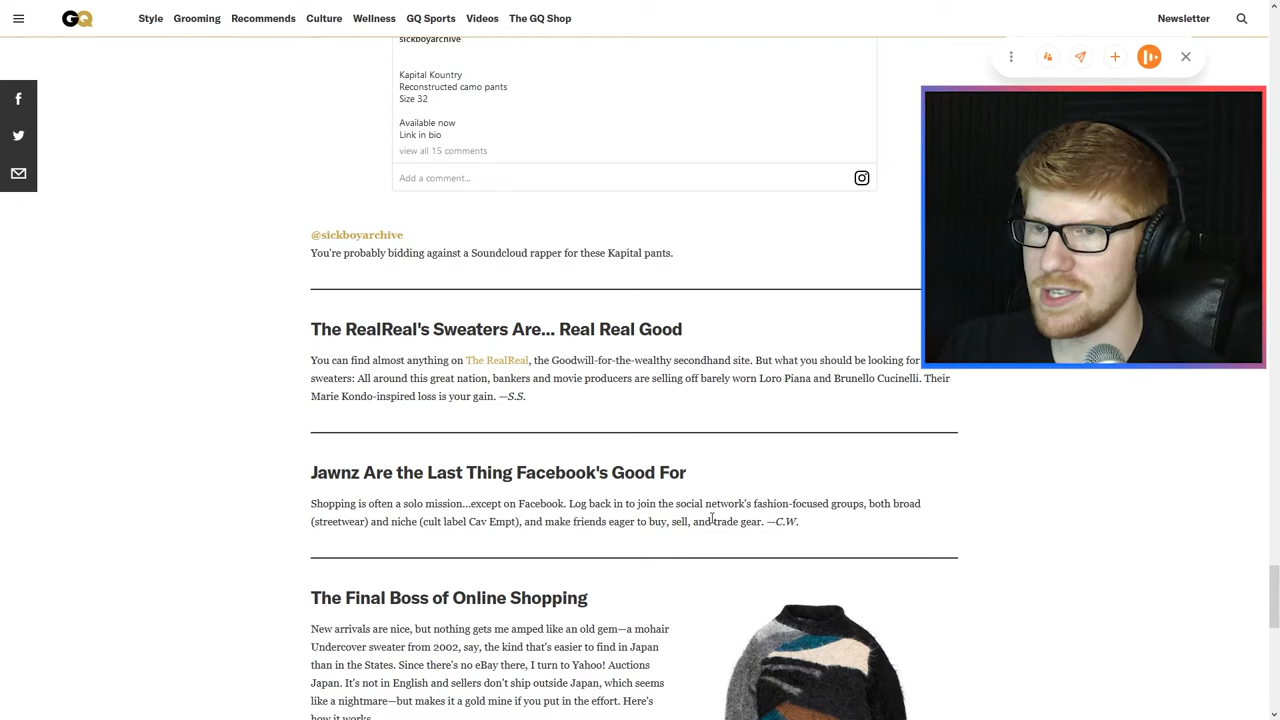 GQ
Style
Grooming
Recommends
Culture
Wellness
GQ Sports
Videos
The GQ Shop
Newsletter
sickboyarchive
Kapital Kountry
Reconstructed camo pants
Size 32
Available now
Link in bio
view all 15 comments
Add a comment...
@sickboyarchive
You're probably bidding against a Soundcloud rapper for these Kapital pants.
The RealReal's Sweaters Are... Real Real Good
You can find almost anything on The RealReal, the Goodwill-for-the-wealthy secondhand site. But what you should be looking for
sweaters: All around this great nation, bankers and movie producers are selling off barely worn Loro Piana and Brunello Cucinelli. Their
Marie Kondo-inspired loss is your gain. —S.S.
Jawnz Are the Last Thing Facebook's Good For
Shopping is often a solo mission...except on Facebook. Log back in to join the social network's fashion-focused groups, both broad
(streetwear) and niche (cult label Cav Empt), and make friends eager to buy, sell, and trade gear. —C.W.
The Final Boss of Online Shopping
New arrivals are nice, but nothing gets me amped like an old gem—a mohair
Undercover sweater from 2002, say, the kind that's easier to find in Japan
than in the States. Since there's no eBay there, I turn to Yahoo! Auctions
Japan. It's not in English and sellers don't ship outside Japan, which seems
like a nightmare—but makes it a gold mine if you put in the effort. Here's
how it works